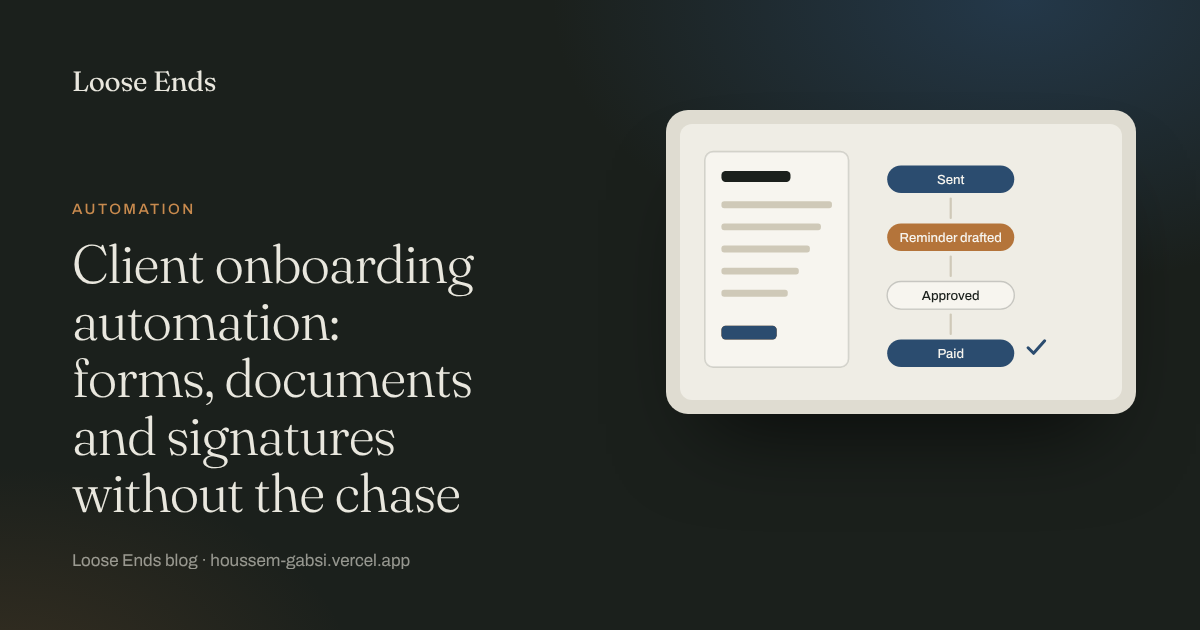 Loose Ends
AUTOMATION
Client onboarding
automation:
forms, documents
and signatures
without the chase
Loose Ends blog · houssem-gabsi.vercel.app
Sent
Reminder drafted
Approved
Paid